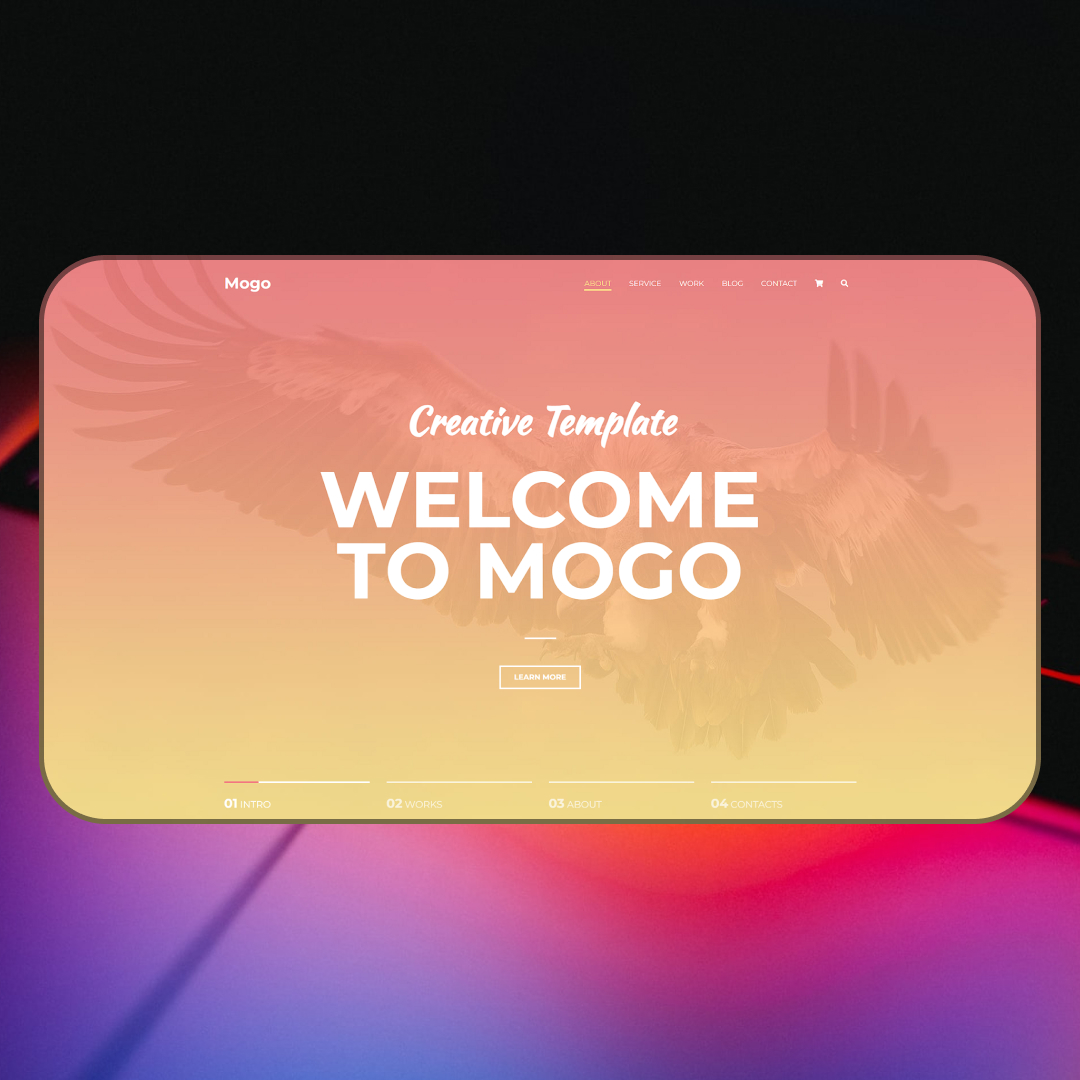 Mogo
ABOUT SERVICE WORK BLOG CONTACT
Creative Template
WELCOME
TO MOGO
LEARN MORE
01 INTRO
02 WORKS
03 ABOUT
04 CONTACTS